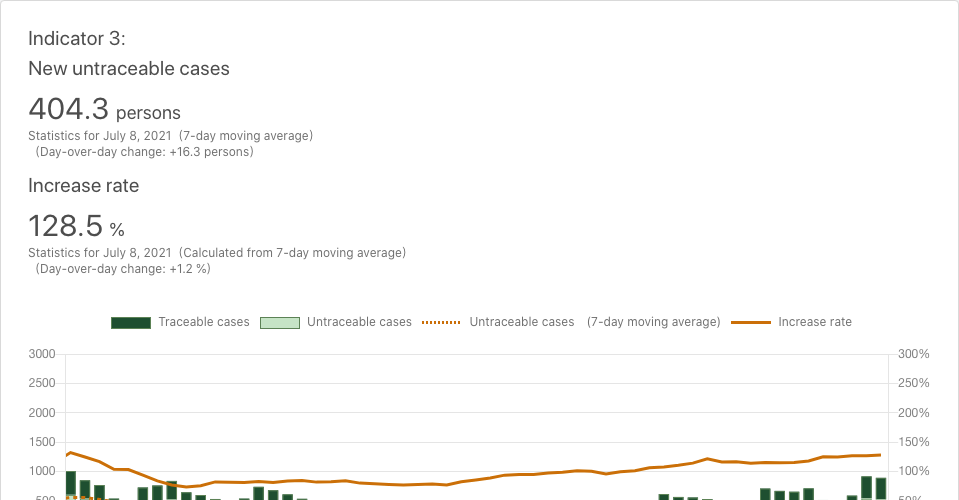 Indicator 3:
New untraceable cases
404.3 persons
Statistics for July 8, 2021 (7-day moving average)
(Day-over-day change: +16.3 persons)
Increase rate
128.5 %
Statistics for July 8, 2021 (Calculated from 7-day moving average)
(Day-over-day change: +1.2 %)
Traceable cases Untraceable cases Untraceable cases (7-day moving average) Increase rate
3000 300%
2500 250%
2000 200%
1500 150%
1000 100%
500 50%